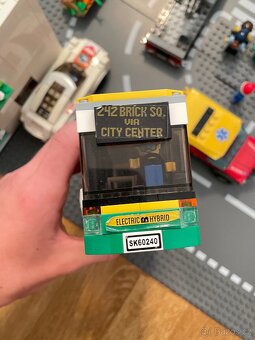 242 BRICK SQ.
VIA
CITY CENTER
ELECTRIC HYBRID
SK60240